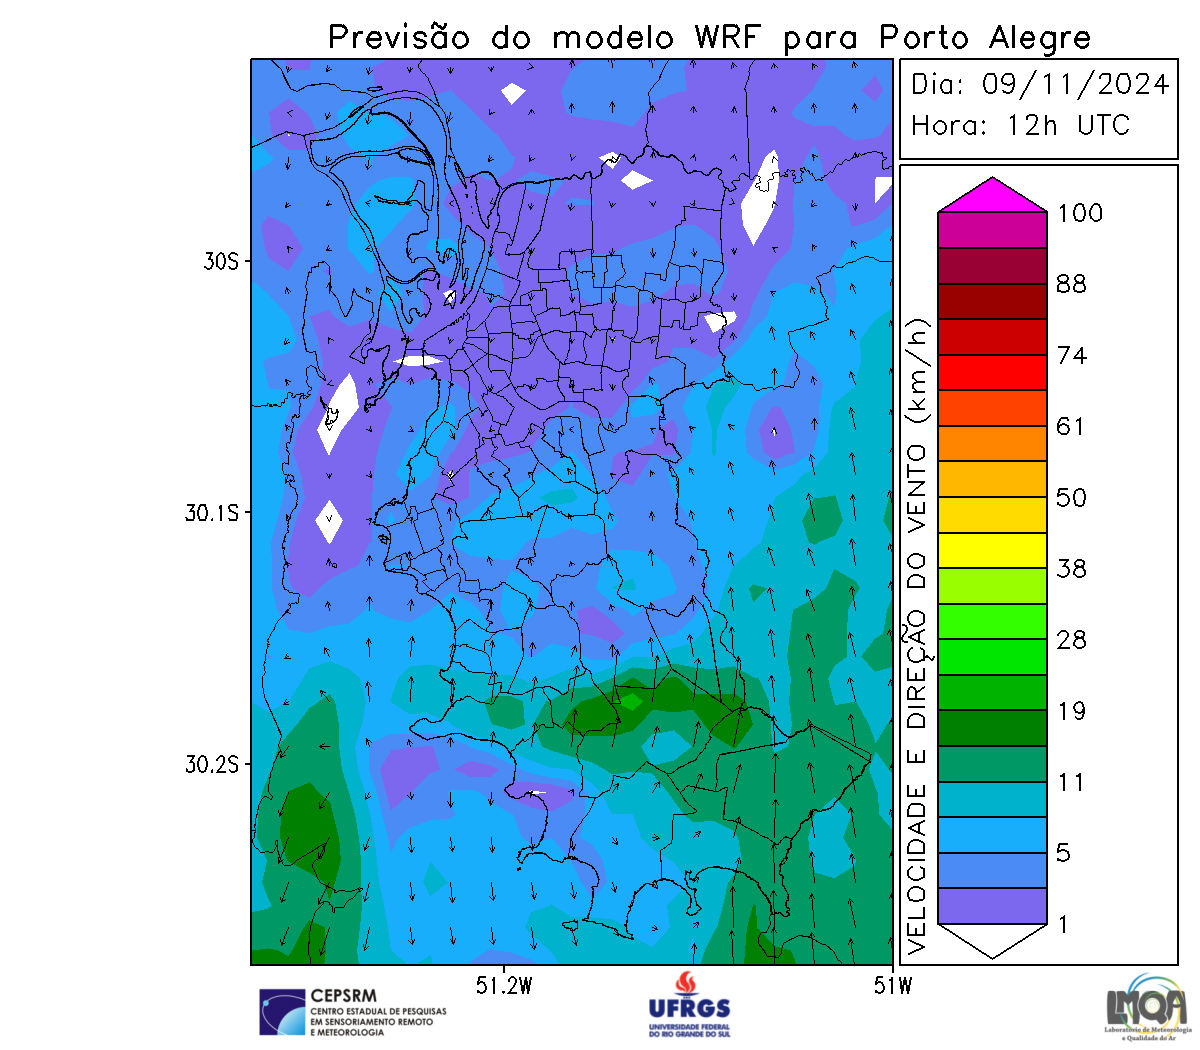 Previsão do modelo WRF para Porto Alegre
Dia: 09/11/2024
Hora: 12h UTC
30S
30.1S
30.2S
51.2W
51W
VELOCIDADE E DIREÇÃO DO VENTO (km/h)
100
88
74
61
50
38
28
19
11
5
1
CEPSRM
CENTRO ESTADUAL DE PESQUISAS
EM SENSORIAMENTO REMOTO
E METEOROLOGIA
UFRGS
UNIVERSIDADE FEDERAL
DO RIO GRANDE DO SUL
LMQA
Laboratório de Meteorologia
e Qualidade do Ar